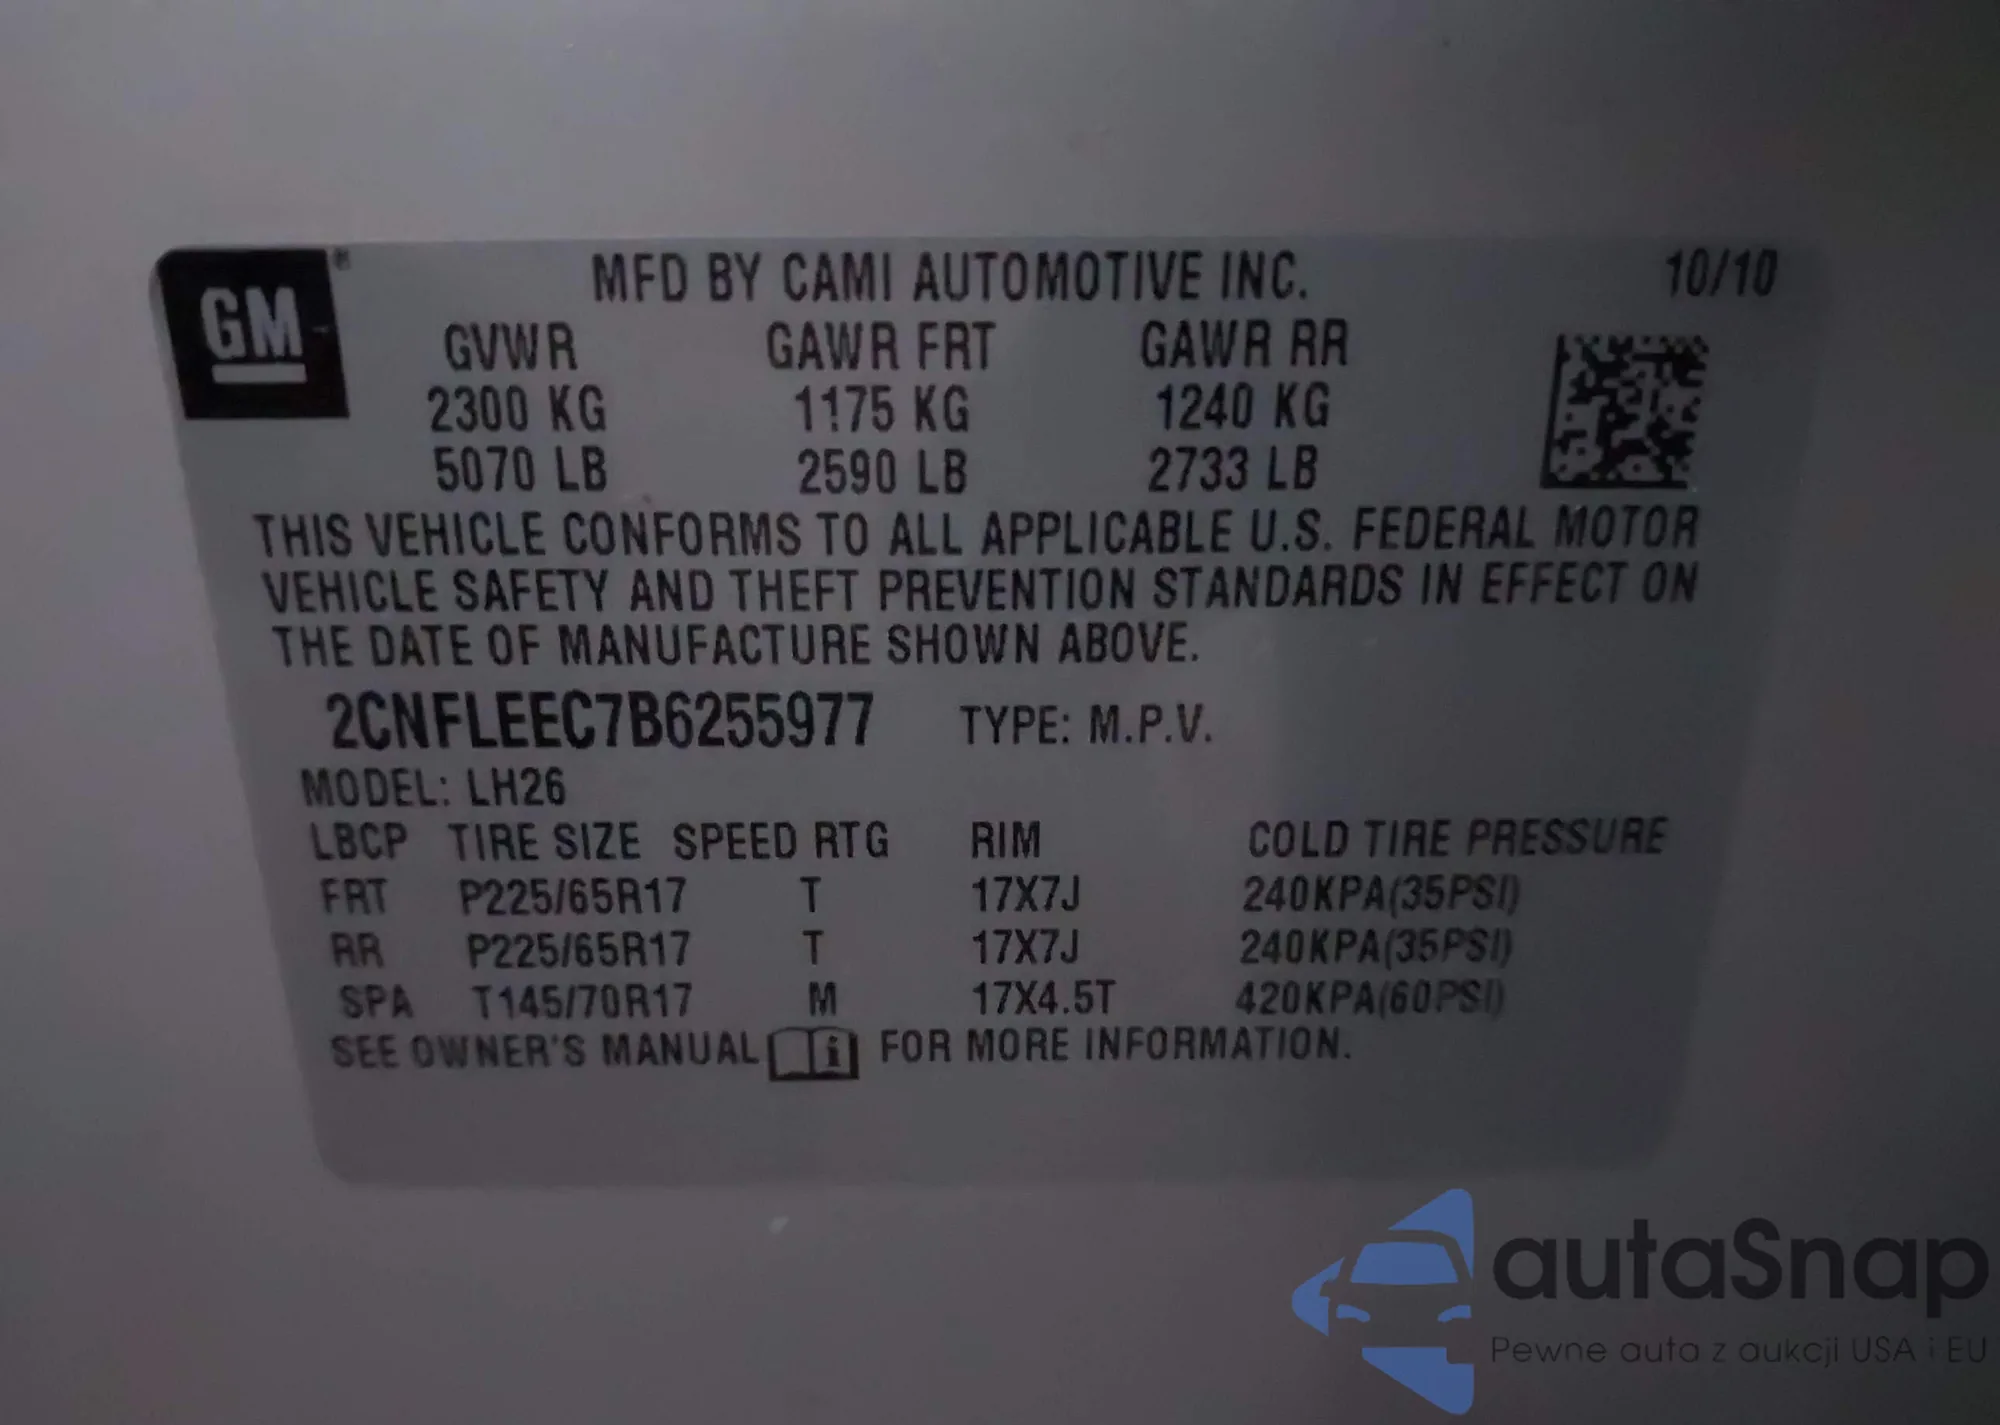 GM ®
MFD BY CAMI AUTOMOTIVE INC. 10/10
GVWR GAWR FRT GAWR RR
2300 KG 1175 KG 1240 KG
5070 LB 2590 LB 2733 LB
THIS VEHICLE CONFORMS TO ALL APPLICABLE U.S. FEDERAL MOTOR
VEHICLE SAFETY AND THEFT PREVENTION STANDARDS IN EFFECT ON
THE DATE OF MANUFACTURE SHOWN ABOVE.
2CNFLEEC7B6255977 TYPE: M.P.V.
MODEL: LH26
LBCP TIRE SIZE SPEED RTG RIM COLD TIRE PRESSURE
FRT P225/65R17 T 17X7J 240KPA(35PSI)
RR P225/65R17 T 17X7J 240KPA(35PSI)
SPA T145/70R17 M 17X4.5T 420KPA(60PSI)
SEE OWNER'S MANUAL i FOR MORE INFORMATION.
autaSnap
Pewne auta z aukcji USA i EU